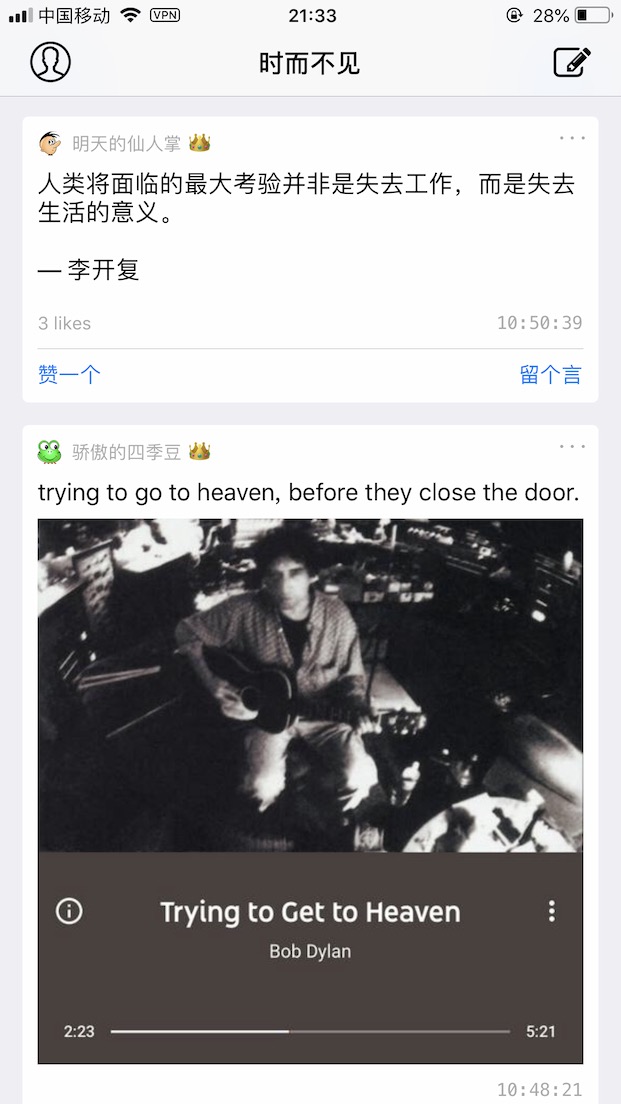 中国移动 VPN 21:33 28%
时而不见
明天的仙人掌
人类将面临的最大考验并非是失去工作，而是失去
生活的意义。
— 李开复
3 likes 10:50:39
赞一个 留个言
骄傲的四季豆
trying to go to heaven, before they close the door.
Trying to Get to Heaven
Bob Dylan
2:23 5:21
10:48:21